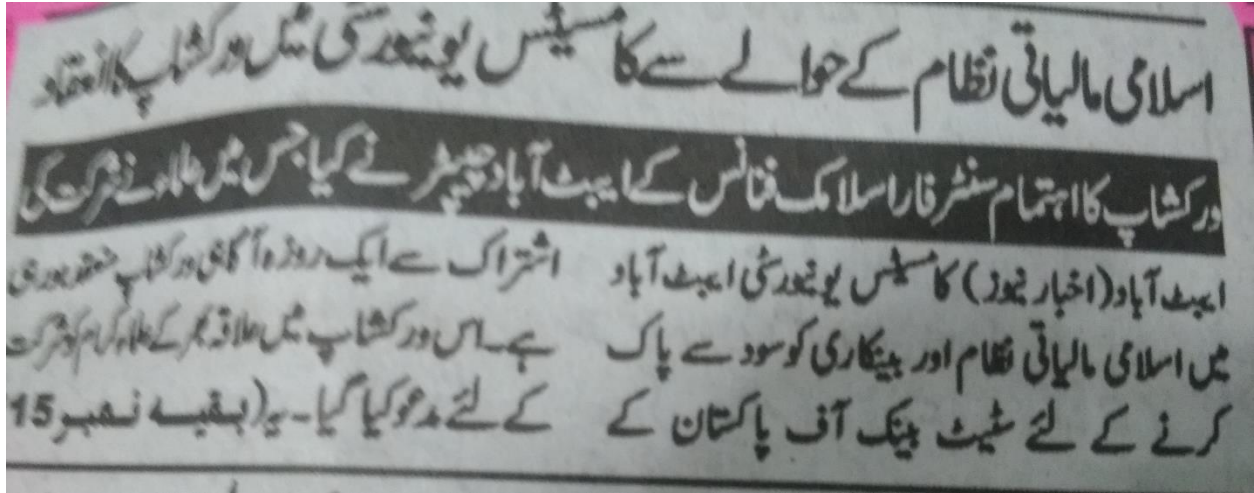 اسلامی مالیاتی نظام کے حوالے سے کامسیٹس یونیورسٹی میں ورکشاپ کا انعقاد
ورکشاپ کا اہتمام سنٹر فار اسلامک فنانس کے ایبٹ آباد چیپٹر نے کیا جس میں علماء نے شرکت کی
ایبٹ آباد (اخبار نیوز) کامسیٹس یونیورسٹی ایبٹ آباد
میں اسلامی مالیاتی نظام اور بینکاری کو سود سے پاک
کرنے کے لئے سٹیٹ بینک آف پاکستان کے
اشتراک سے ایک روزہ آگاہی ورکشاپ منعقد ہو رہی
ہے۔ اس ورکشاپ میں علاقہ بھر کے علماء کرام کو شرکت
کے لئے مدعو کیا گیا۔ یہ (بقیہ نمبر 15